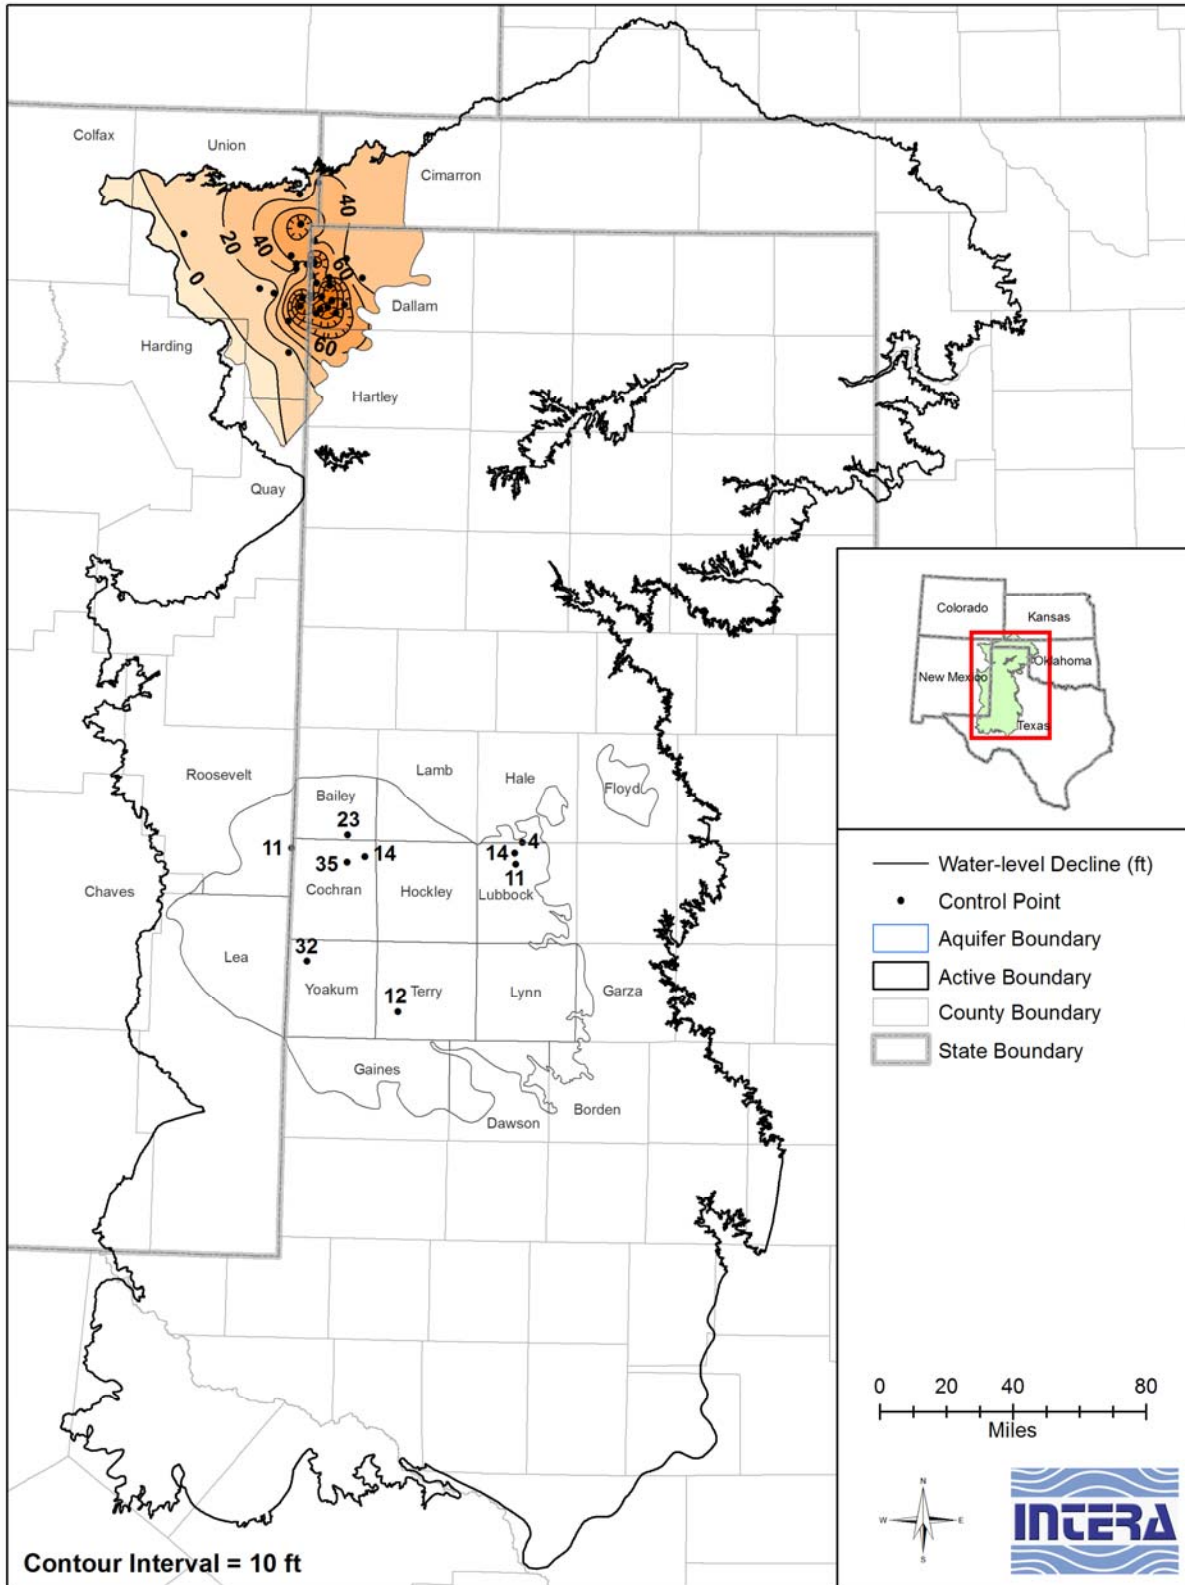 Colfax
Union
Cimarron
40
20
40
0
60
Dallam
Harding
60
Hartley
Quay
Colorado
Kansas
New Mexico
Oklahoma
Texas
Roosevelt
Lamb
Hale
Floyd
Bailey
23
4
11
14
14
35
11
Chaves
Cochran
Hockley
Lubbock
Lea
32
Yoakum
12
Terry
Lynn
Garza
Gaines
Dawson
Borden
Water-level Decline (ft)
Control Point
Aquifer Boundary
Active Boundary
County Boundary
State Boundary
0 20 40 80
Miles
N
W E
S
INTERA
Contour Interval = 10 ft